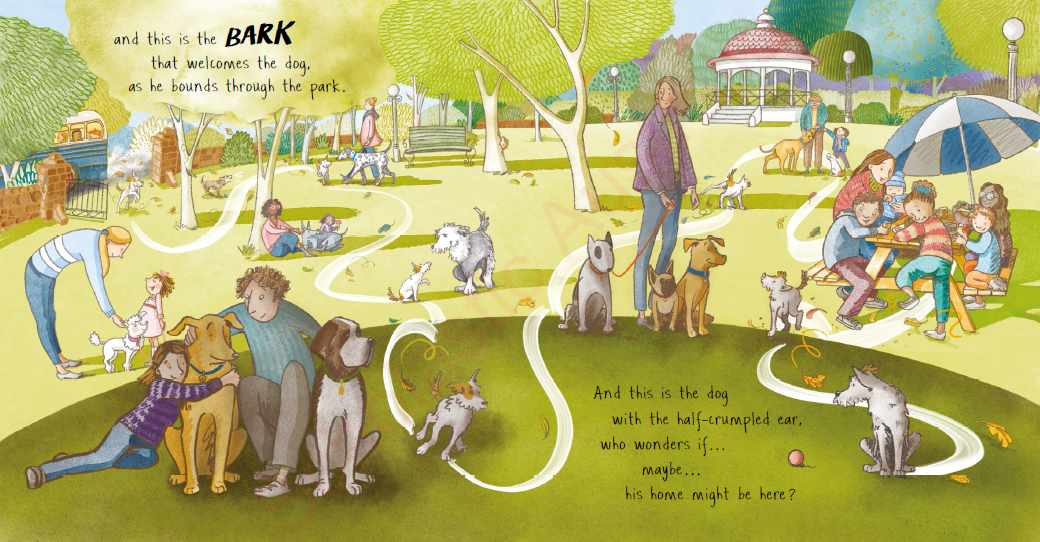 and this is the BARK
that welcomes the dog,
as he bounds through the park.
And this is the dog
with the half-crumpled ear,
who wonders if...
maybe...
his home might be here?